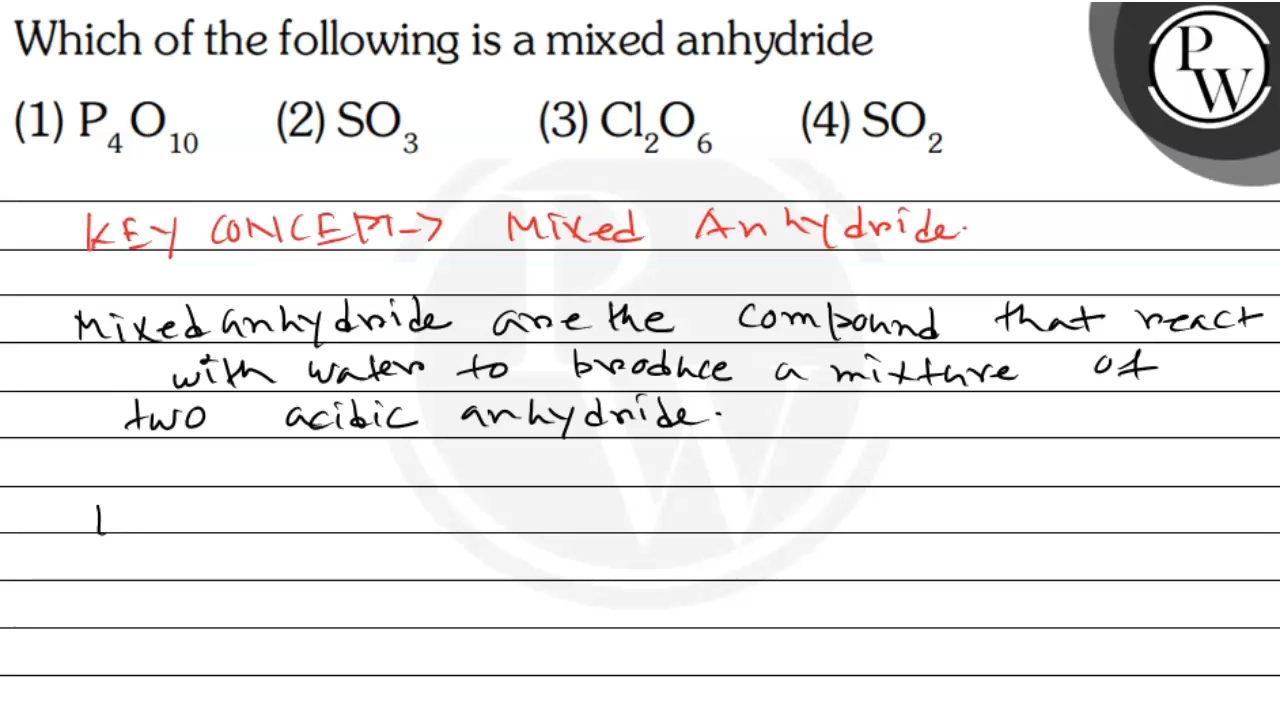 Which of the following is a mixed anhydride
PW
(1) P₄O₁₀ (2) SO₃ (3) Cl₂O₆ (4) SO₂
KEY CONCEPT → Mixed Anhydride.
Mixed anhydride are the compound that react
with water to produce a mixture of
two acidic anhydride.